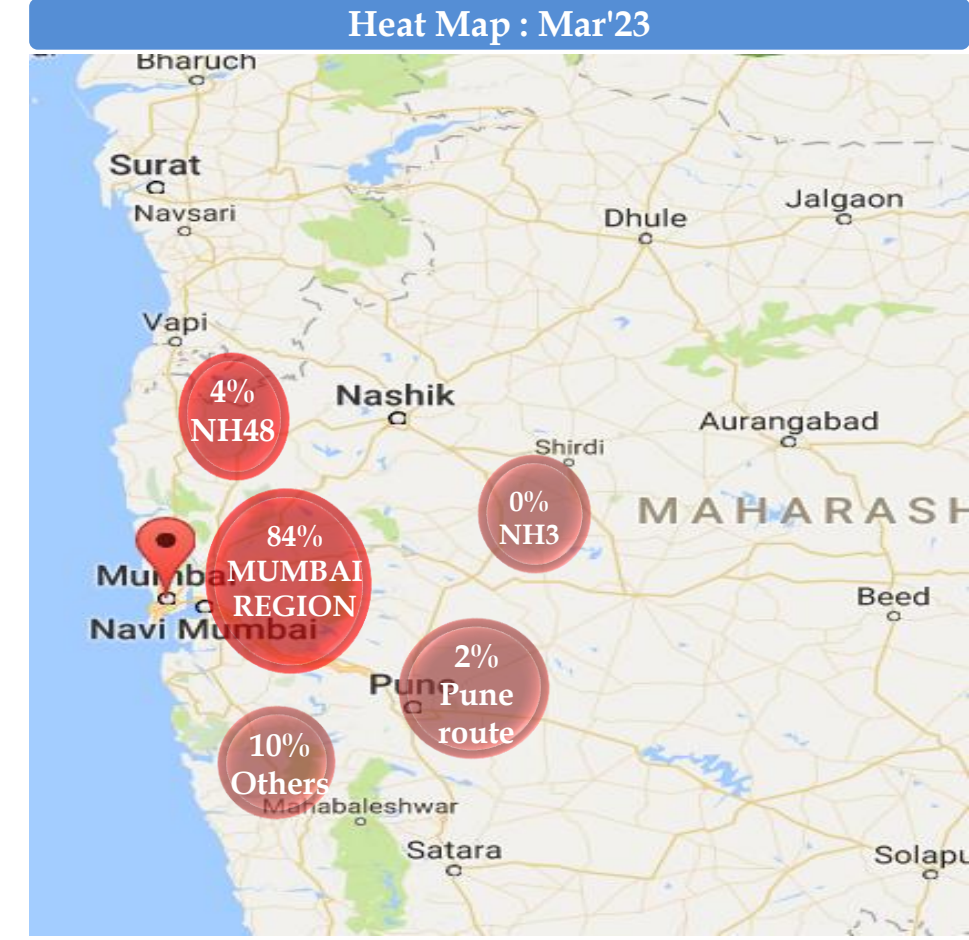 Heat Map : Mar'23
Bharuch
Surat
Navsari
Dhule
Jalgaon
Vapi
4%
NH48
Nashik
Aurangabad
Shirdi
0%
NH3
MAHARASH
84%
MUMBAI
REGION
Mumba
Navi Mumbai
Beed
2%
Pune
Pune
route
10%
Others
Mahabaleshwar
Satara
Solapu